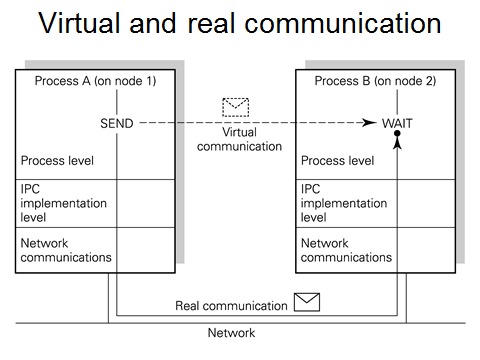 Virtual and real communication
Process A (on node 1)
Process B (on node 2)
SEND
WAIT
Virtual
communication
Process level
Process level
IPC
implementation
level
IPC
implementation
level
Network
communications
Network
communications
Real communication
Network